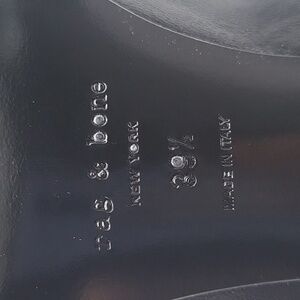 rag & bone
NEW YORK
39½
MADE IN ITALY